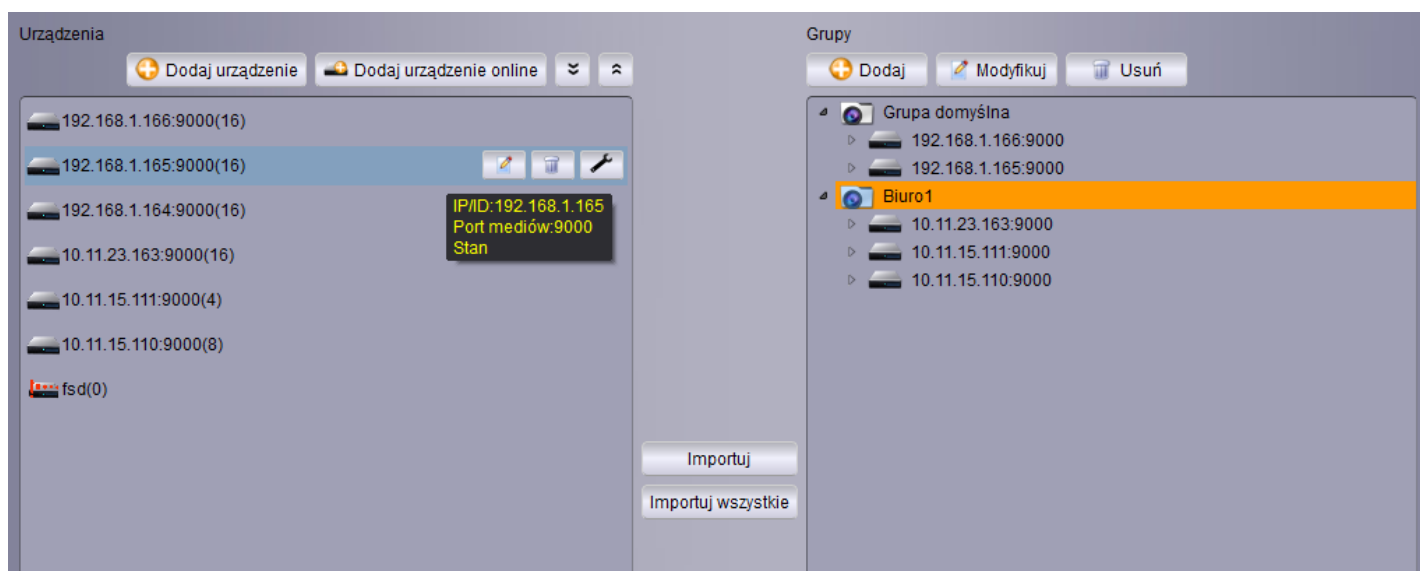 Urządzenia
Dodaj urządzenie
Dodaj urządzenie online
192.168.1.166:9000(16)
192.168.1.165:9000(16)
192.168.1.164:9000(16)
10.11.23.163:9000(16)
10.11.15.111:9000(4)
10.11.15.110:9000(8)
fsd(0)
IP/ID:192.168.1.165
Port mediów:9000
Stan
Importuj
Importuj wszystkie
Grupy
Dodaj
Modyfikuj
Usuń
Grupa domyślna
192.168.1.166:9000
192.168.1.165:9000
Biuro1
10.11.23.163:9000
10.11.15.111:9000
10.11.15.110:9000